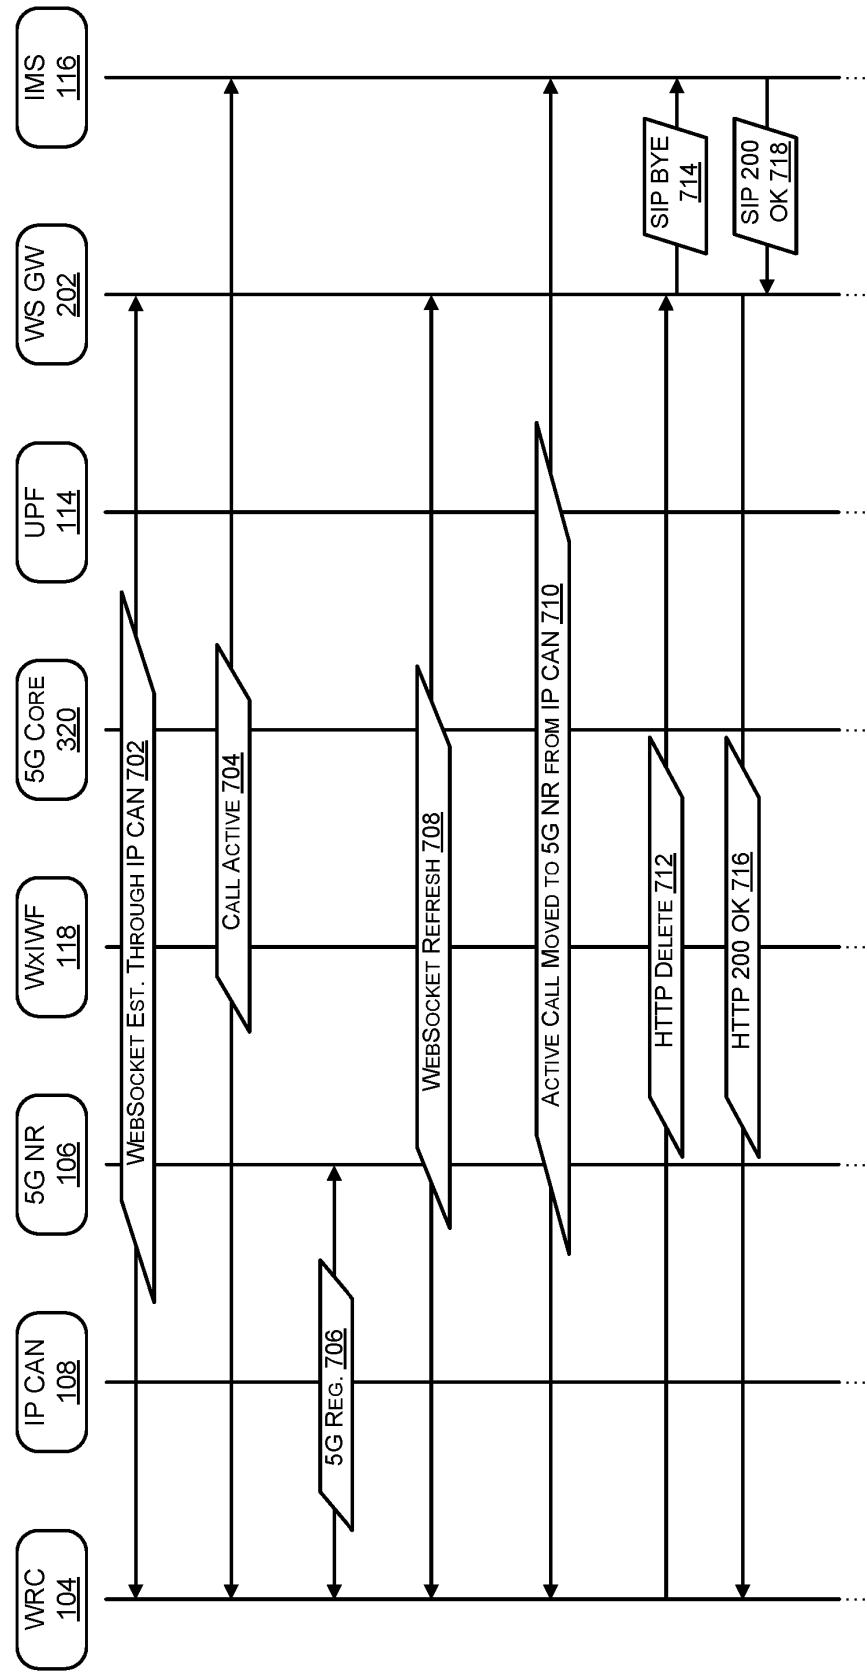 WRC
104
IP CAN
108
5G NR
106
WXIWF
118
5G CORE
320
UPF
114
WS GW
202
IMS
116
WEBSOCKET EST. THROUGH IP CAN 702
CALL ACTIVE 704
5G REG. 706
WEBSOCKET REFRESH 708
ACTIVE CALL MOVED TO 5G NR FROM IP CAN 710
HTTP DELETE 712
SIP BYE
714
HTTP 200 OK 716
SIP 200
OK 718